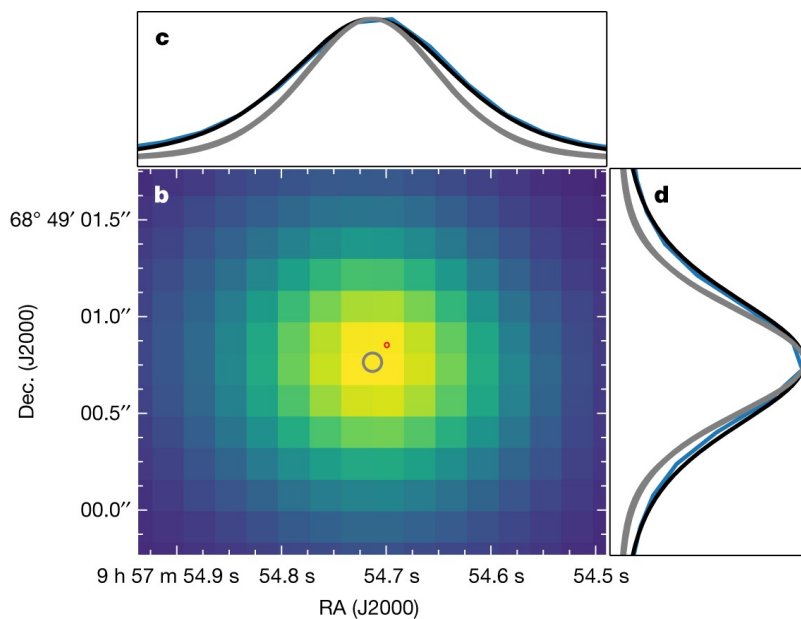 c
b
d
68° 49′ 01.5″
01.0″
00.5″
00.0″
Dec. (J2000)
9 h 57 m 54.9 s 54.8 s 54.7 s 54.6 s 54.5 s
RA (J2000)